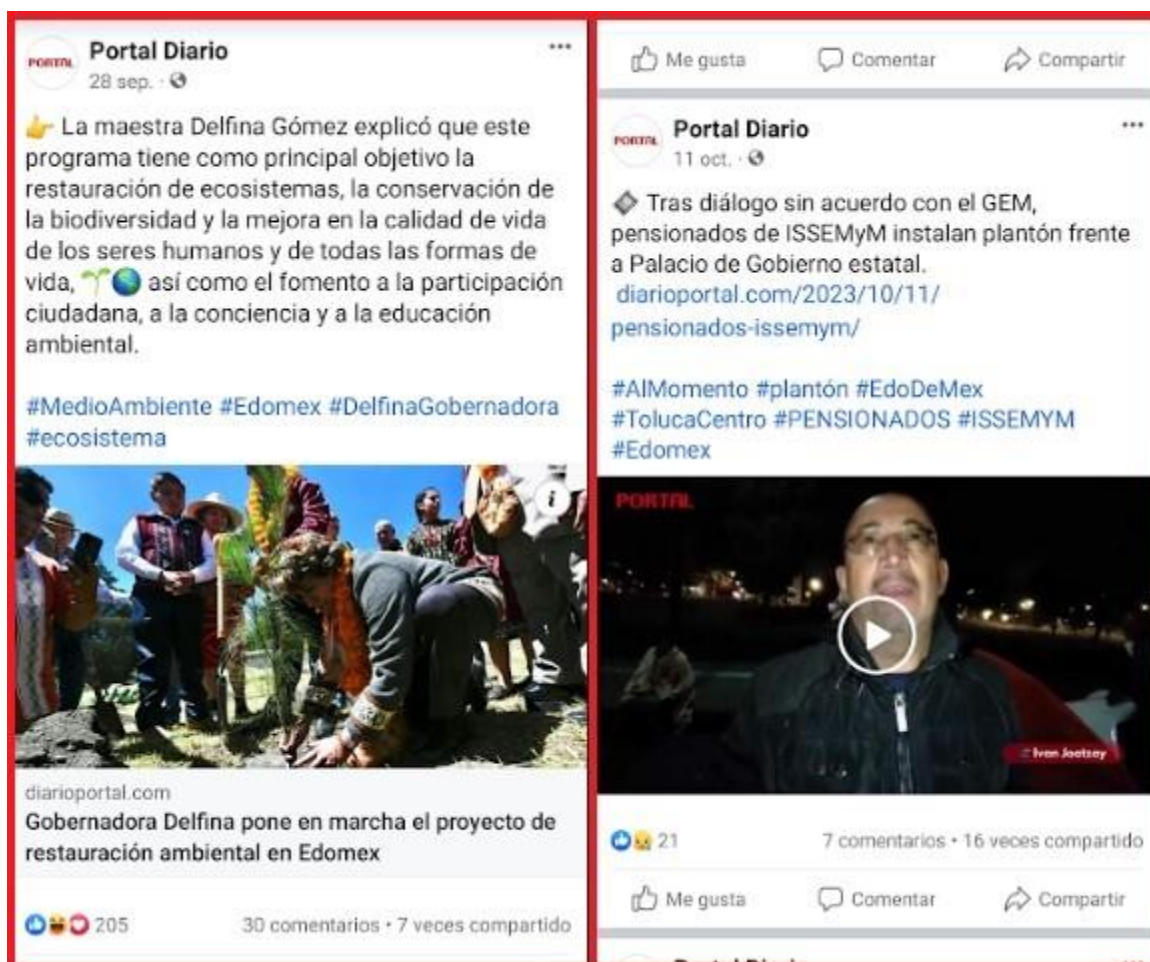 PORTAL
Portal Diario
28 sep. ·
👉 La maestra Delfina Gómez explicó que este
programa tiene como principal objetivo la
restauración de ecosistemas, la conservación de
la biodiversidad y la mejora en la calidad de vida
de los seres humanos y de todas las formas de
vida, 🌱🌎 así como el fomento a la participación
ciudadana, a la conciencia y a la educación
ambiental.
#MedioAmbiente #Edomex #DelfinaGobernadora
#ecosistema
diarioportal.com
Gobernadora Delfina pone en marcha el proyecto de
restauración ambiental en Edomex
205
30 comentarios • 7 veces compartido
Me gusta
Comentar
Compartir
PORTAL
Portal Diario
11 oct. ·
Tras diálogo sin acuerdo con el GEM,
pensionados de ISSEMyM instalan plantón frente
a Palacio de Gobierno estatal.
diarioportal.com/2023/10/11/
pensionados-issemym/
#AlMomento #plantón #EdoDeMex
#TolucaCentro #PENSIONADOS #ISSEMYM
#Edomex
PORTAL
21
7 comentarios • 16 veces compartido
Me gusta
Comentar
Compartir